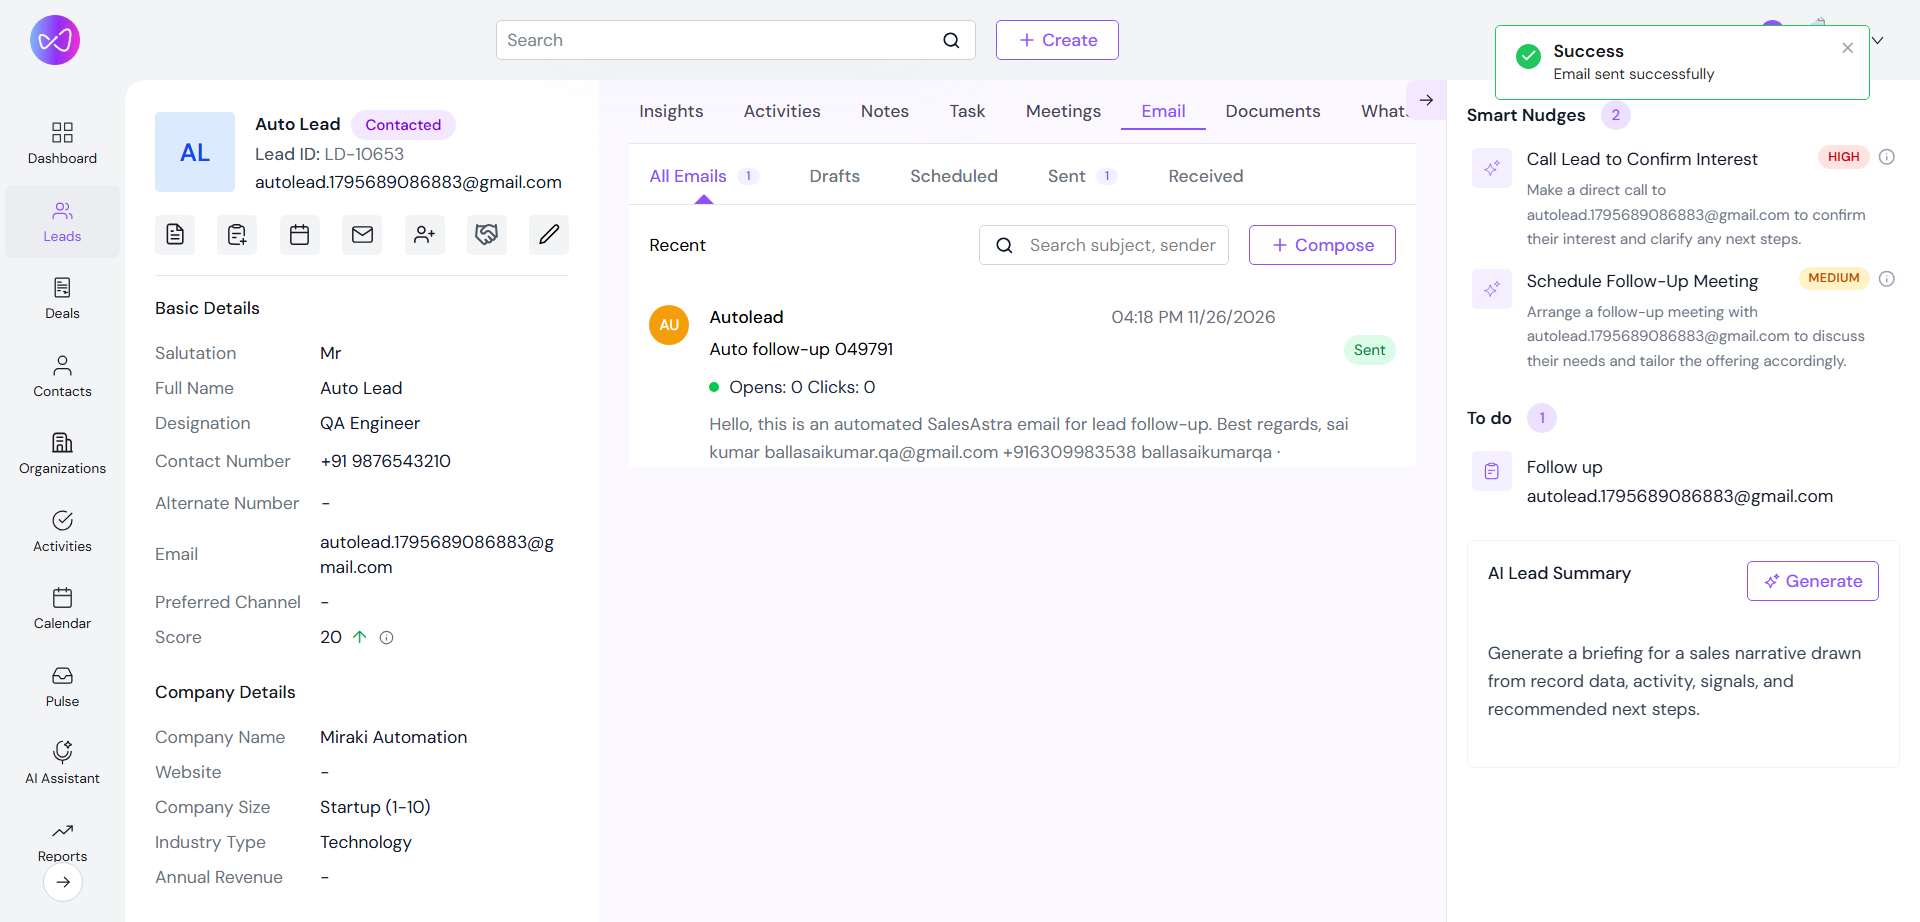 Search
Create
Success
Email sent successfully
Dashboard
Leads
Deals
Contacts
Organizations
Activities
Calendar
Pulse
AI Assistant
Reports
AL
Auto Lead
Contacted
Lead ID: LD-10653
autolead.1795689086883@gmail.com
Basic Details
Salutation Mr
Full Name Auto Lead
Designation QA Engineer
Contact Number +91 9876543210
Alternate Number -
Email autolead.1795689086883@g
mail.com
Preferred Channel -
Score 20
Company Details
Company Name Miraki Automation
Website -
Company Size Startup (1-10)
Industry Type Technology
Annual Revenue -
Insights Activities Notes Task Meetings Email Documents What
All Emails 1 Drafts Scheduled Sent 1 Received
Recent
Search subject, sender
Compose
AU
Autolead 04:18 PM 11/26/2026
Auto follow-up 049791
Sent
Opens: 0 Clicks: 0
Hello, this is an automated SalesAstra email for lead follow-up. Best regards, sai
kumar ballasaikumar.qa@gmail.com +916309983538 ballasaikumarqa ·
Smart Nudges 2
Call Lead to Confirm Interest HIGH
Make a direct call to
autolead.1795689086883@gmail.com to confirm
their interest and clarify any next steps.
Schedule Follow-Up Meeting MEDIUM
Arrange a follow-up meeting with
autolead.1795689086883@gmail.com to discuss
their needs and tailor the offering accordingly.
To do 1
Follow up
autolead.1795689086883@gmail.com
AI Lead Summary
Generate
Generate a briefing for a sales narrative drawn
from record data, activity, signals, and
recommended next steps.